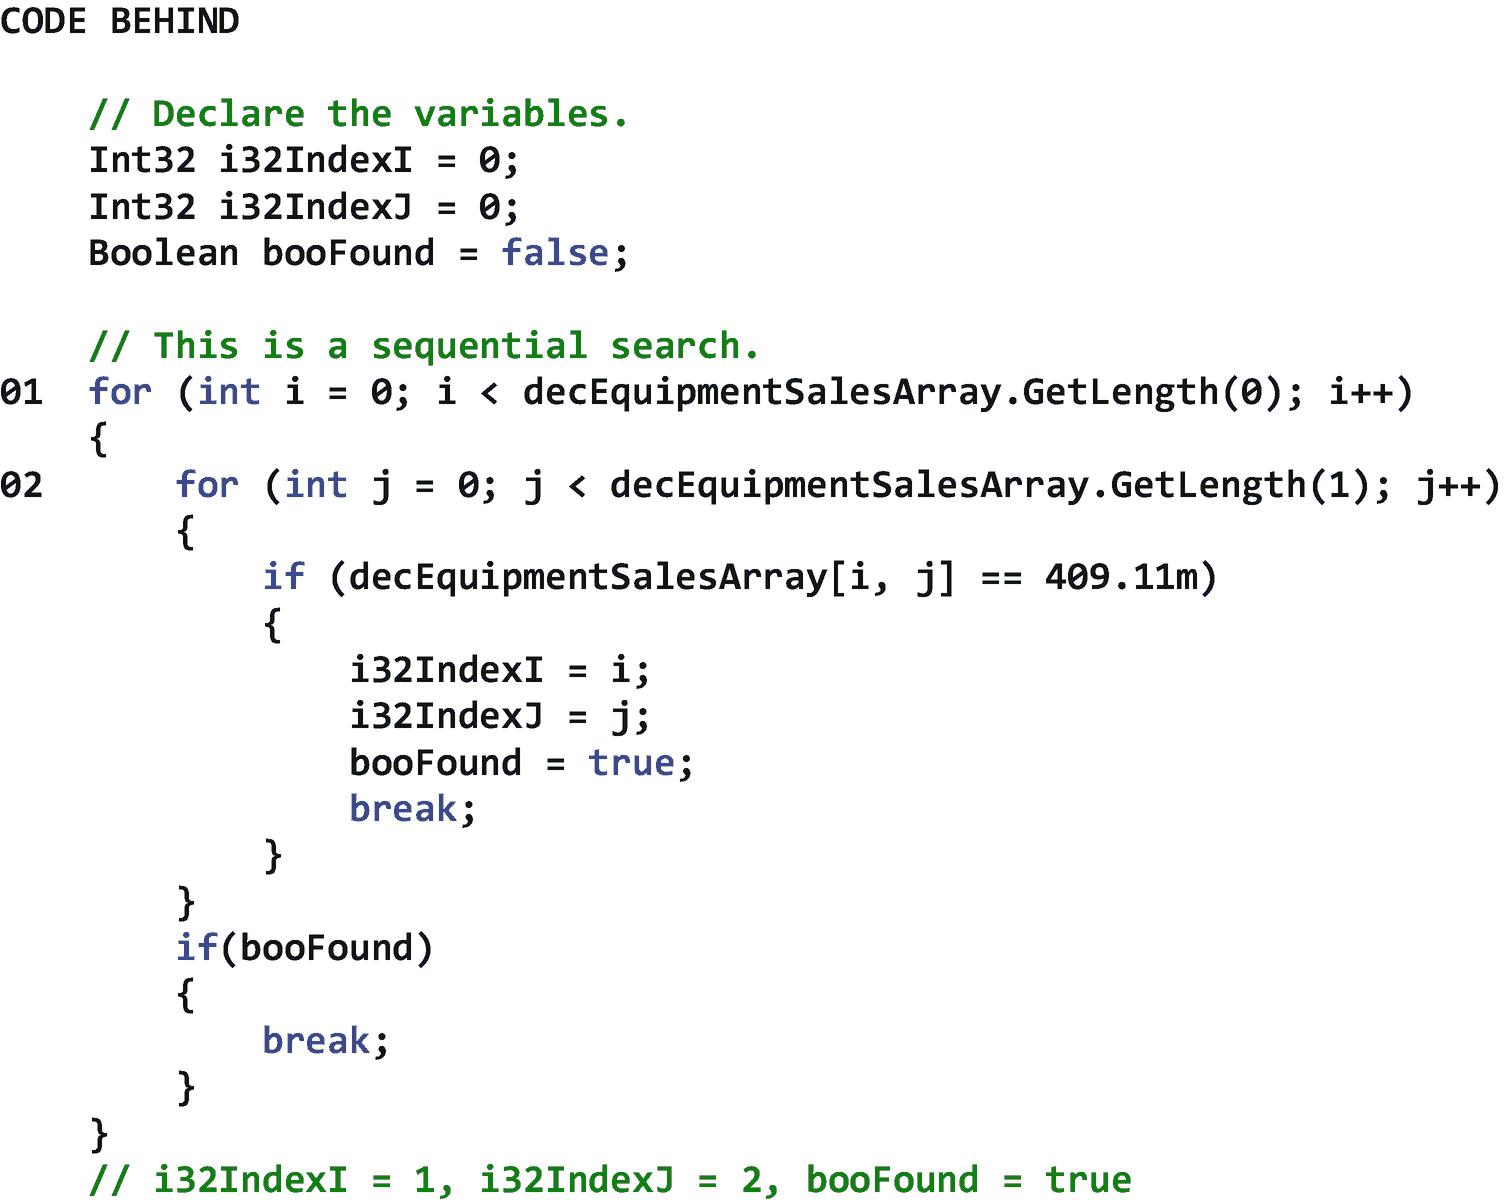 CODE BEHIND
// Declare the variables.
Int32 i32IndexI = 0;
Int32 i32IndexJ = 0;
Boolean booFound = false;
// This is a sequential search.
01 for (int i = 0; i < decEquipmentSalesArray.GetLength(0); i++)
{
02 for (int j = 0; j < decEquipmentSalesArray.GetLength(1); j++)
{
if (decEquipmentSalesArray[i, j] == 409.11m)
{
i32IndexI = i;
i32IndexJ = j;
booFound = true;
break;
}
}
if(booFound)
{
break;
}
}
// i32IndexI = 1, i32IndexJ = 2, booFound = true